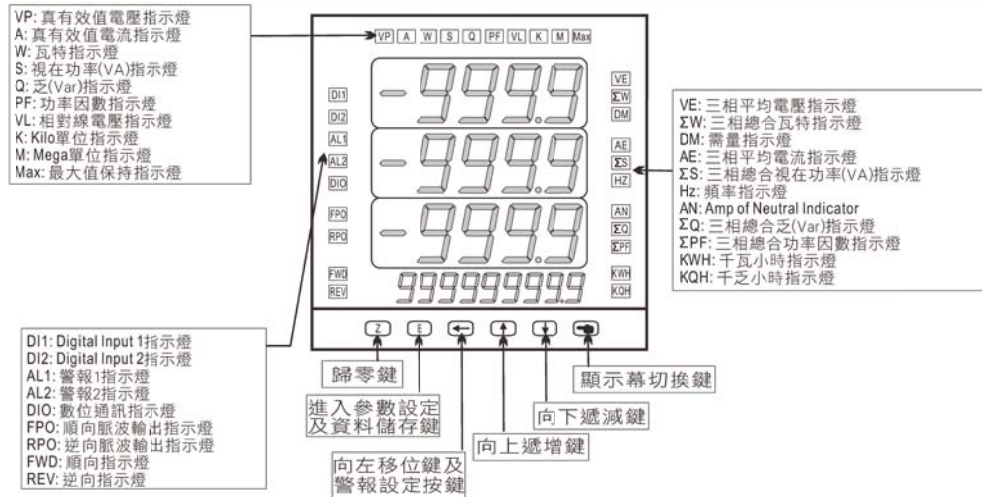 VP: 真有效值電壓指示燈
A: 真有效值電流指示燈
W: 瓦特指示燈
S: 視在功率(VA)指示燈
Q: 乏(Var)指示燈
PF: 功率因數指示燈
VL: 相對線電壓指示燈
K: Kilo單位指示燈
M: Mega單位指示燈
Max: 最大值保持指示燈
VP A W S Q PF VL K M Max
DI1
DI2
AL1
AL2
DIO
FPO
RPO
FWD
REV
-999.9
-999.9
-999.9
99999999.9
VE
ΣW
DM
AE
ΣS
HZ
AN
ΣQ
ΣPF
KWH
KQH
VE: 三相平均電壓指示燈
ΣW: 三相總合瓦特指示燈
DM: 需量指示燈
AE: 三相平均電流指示燈
ΣS: 三相總合視在功率(VA)指示燈
Hz: 頻率指示燈
AN: Amp of Neutral Indicator
ΣQ: 三相總合乏(Var)指示燈
ΣPF: 三相總合功率因數指示燈
KWH: 千瓦小時指示燈
KQH: 千乏小時指示燈
DI1: Digital Input 1指示燈
DI2: Digital Input 2指示燈
AL1: 警報1指示燈
AL2: 警報2指示燈
DIO: 數位通訊指示燈
FPO: 順向脈波輸出指示燈
RPO: 逆向脈波輸出指示燈
FWD: 順向指示燈
REV: 逆向指示燈
Z E
歸零鍵
進入參數設定
及資料儲存鍵
向左移位鍵及
警報設定按鍵
向上遞增鍵
向下遞減鍵
顯示幕切換鍵